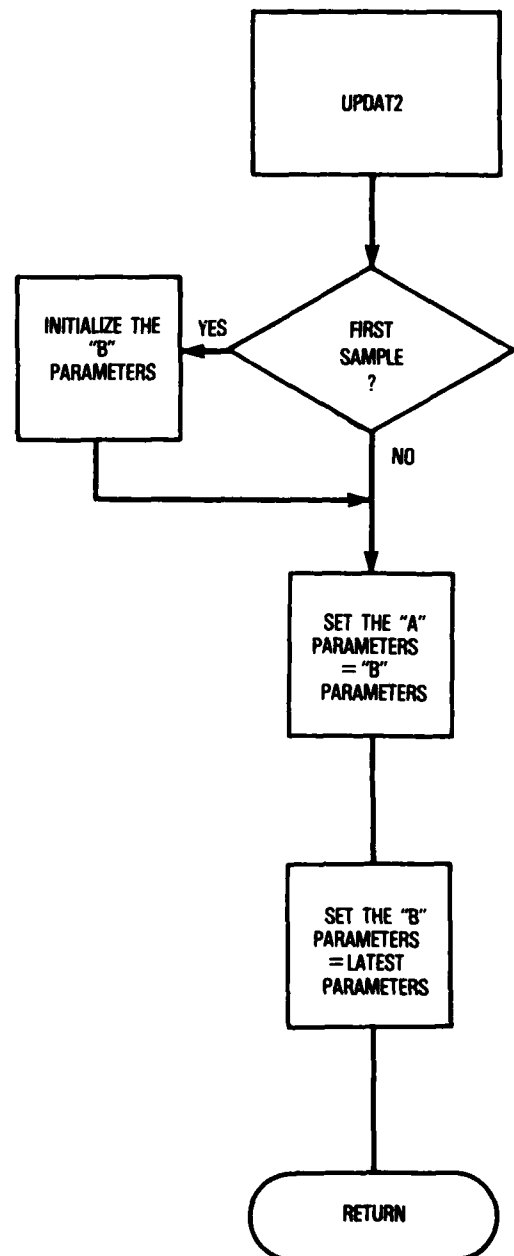 UPDAT2
FIRST
SAMPLE
?
YES
INITIALIZE THE
"B"
PARAMETERS
NO
SET THE "A"
PARAMETERS
= "B"
PARAMETERS
SET THE "B"
PARAMETERS
= LATEST
PARAMETERS
RETURN